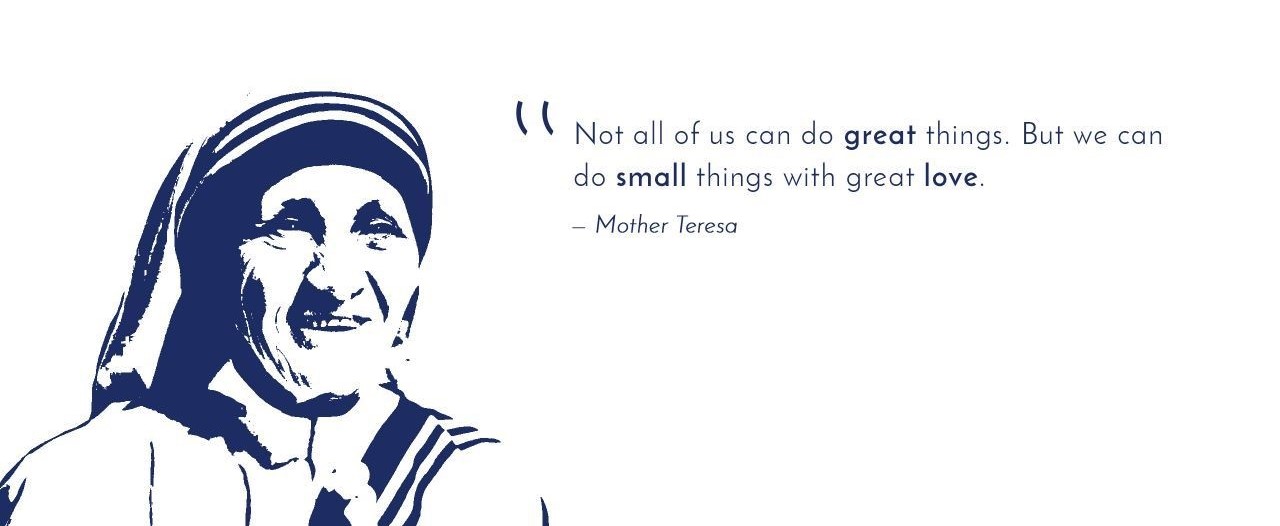 “ Not all of us can do great things. But we can
do small things with great love.
– Mother Teresa